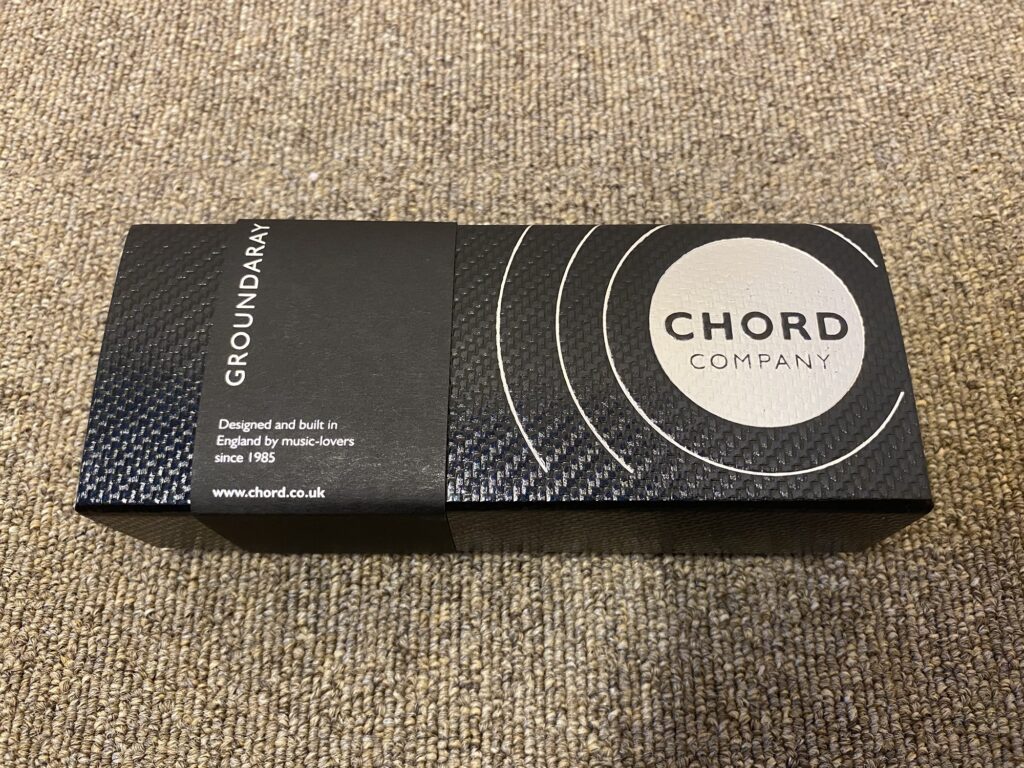 GROUNDARAY
Designed and built in
England by music-lovers
since 1985
www.chord.co.uk
CHORD
COMPANY